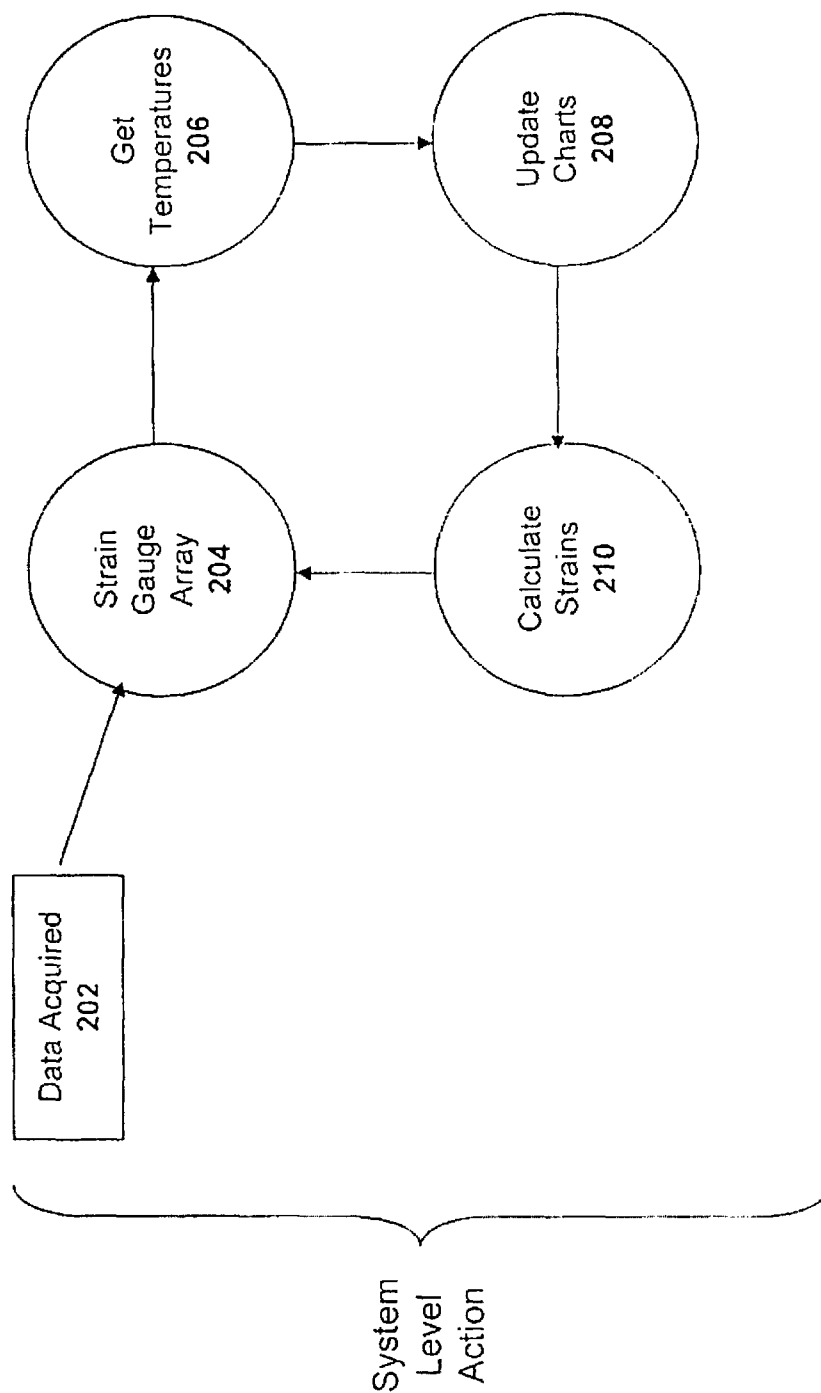 System
Level
Action
Data Acquired
202
Strain
Gauge
Array
204
Get
Temperatures
206
Calculate
Strains
210
Update
Charts
208